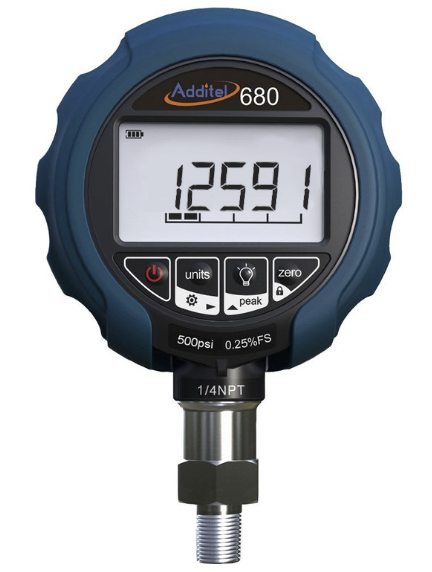 Additel 680
12591
units
zero
peak
500psi 0.25%FS
1/4NPT